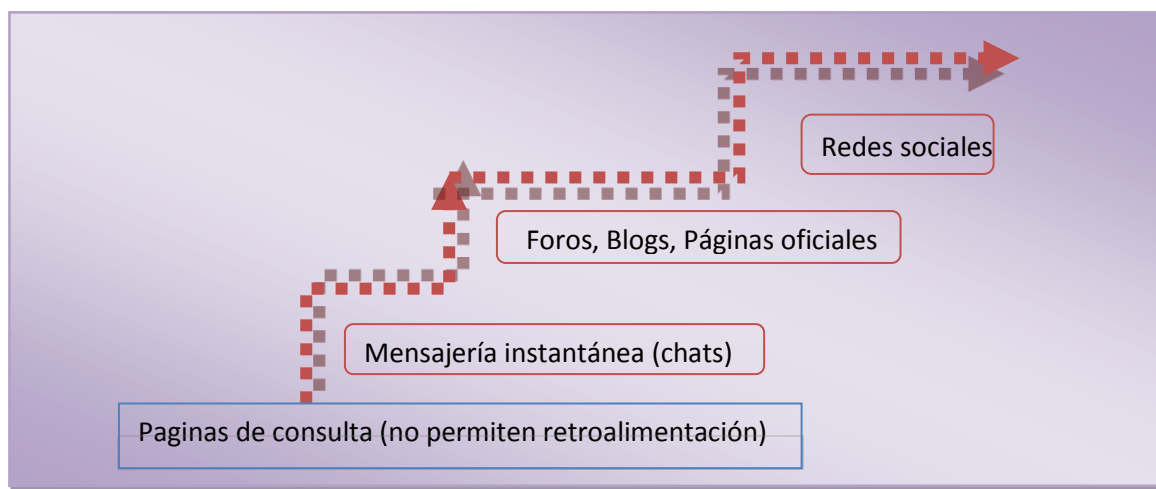 Redes sociales
Foros, Blogs, Páginas oficiales
Mensajería instantánea (chats)
Paginas de consulta (no permiten retroalimentación)